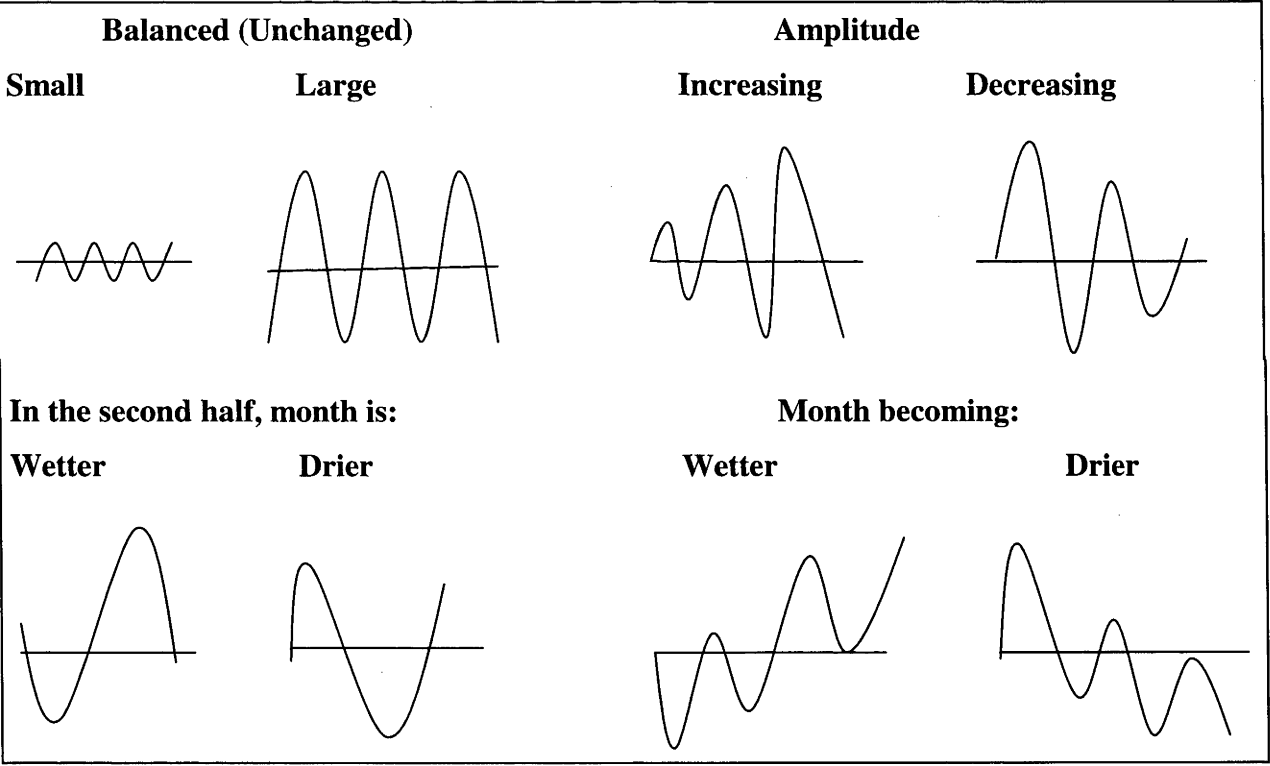 Balanced (Unchanged)
Amplitude
Small
Large
Increasing
Decreasing
In the second half, month is:
Month becoming:
Wetter
Drier
Wetter
Drier